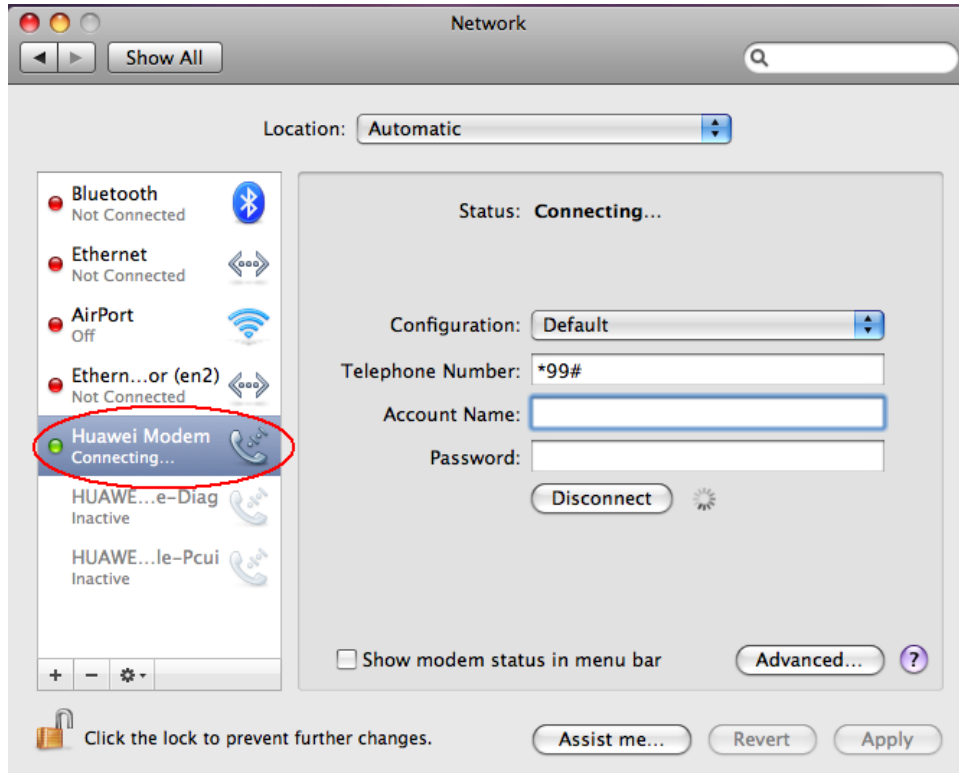 Network
Show All
Location: Automatic
Bluetooth
Not Connected
Ethernet
Not Connected
AirPort
Off
Ethern...or (en2)
Not Connected
Huawei Modem
Connecting...
HUAWE...e-Diag
Inactive
HUAWE...le-Pcui
Inactive
Status: Connecting...
Configuration: Default
Telephone Number: *99#
Account Name:
Password:
Disconnect
Show modem status in menu bar
Advanced...
?
Click the lock to prevent further changes.
Assist me...
Revert
Apply